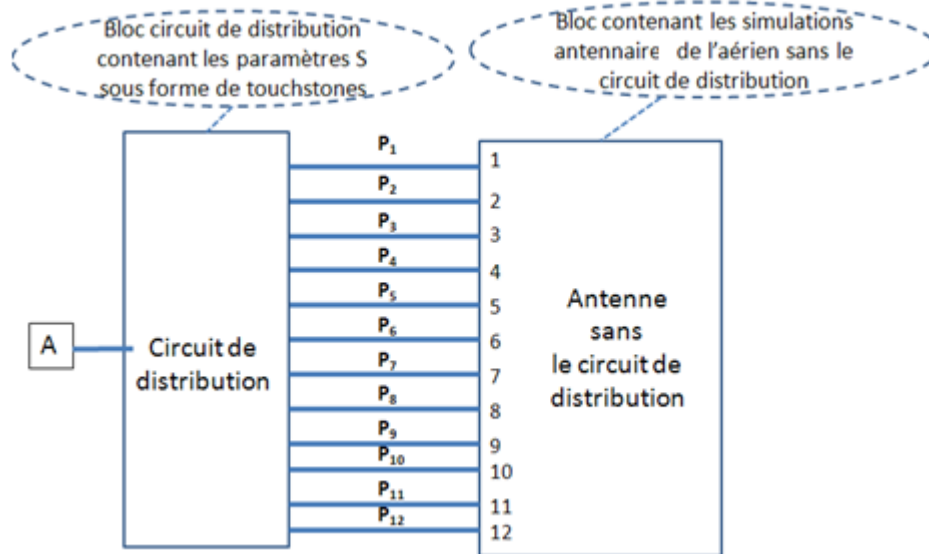 Bloc circuit de distribution
contenant les paramètres S
sous forme de touchstones
Bloc contenant les simulations
antennaire de l'aérien sans le
circuit de distribution
P1
1
P2
2
P3
3
P4
4
P5
5
P6
6
P7
7
P8
8
P9
9
P10
10
P11
11
P12
12
A
Circuit de
distribution
Antenne
sans
le circuit de
distribution